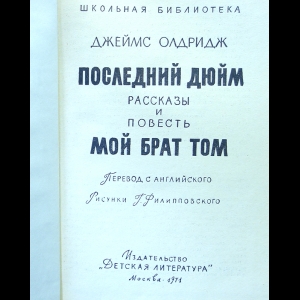 ШКОЛЬНАЯ БИБЛИОТЕКА
ДЖЕЙМС ОЛДРИДЖ
ПОСЛЕДНИЙ ДЮЙМ
РАССКАЗЫ
И
ПОВЕСТЬ
МОЙ БРАТ ТОМ
ПЕРЕВОД С АНГЛИЙСКОГО
РИСУНКИ Г. ФИЛИППОВСКОГО
ИЗДАТЕЛЬСТВО
„ДЕТСКАЯ ЛИТЕРАТУРА"
МОСКВА - 1971